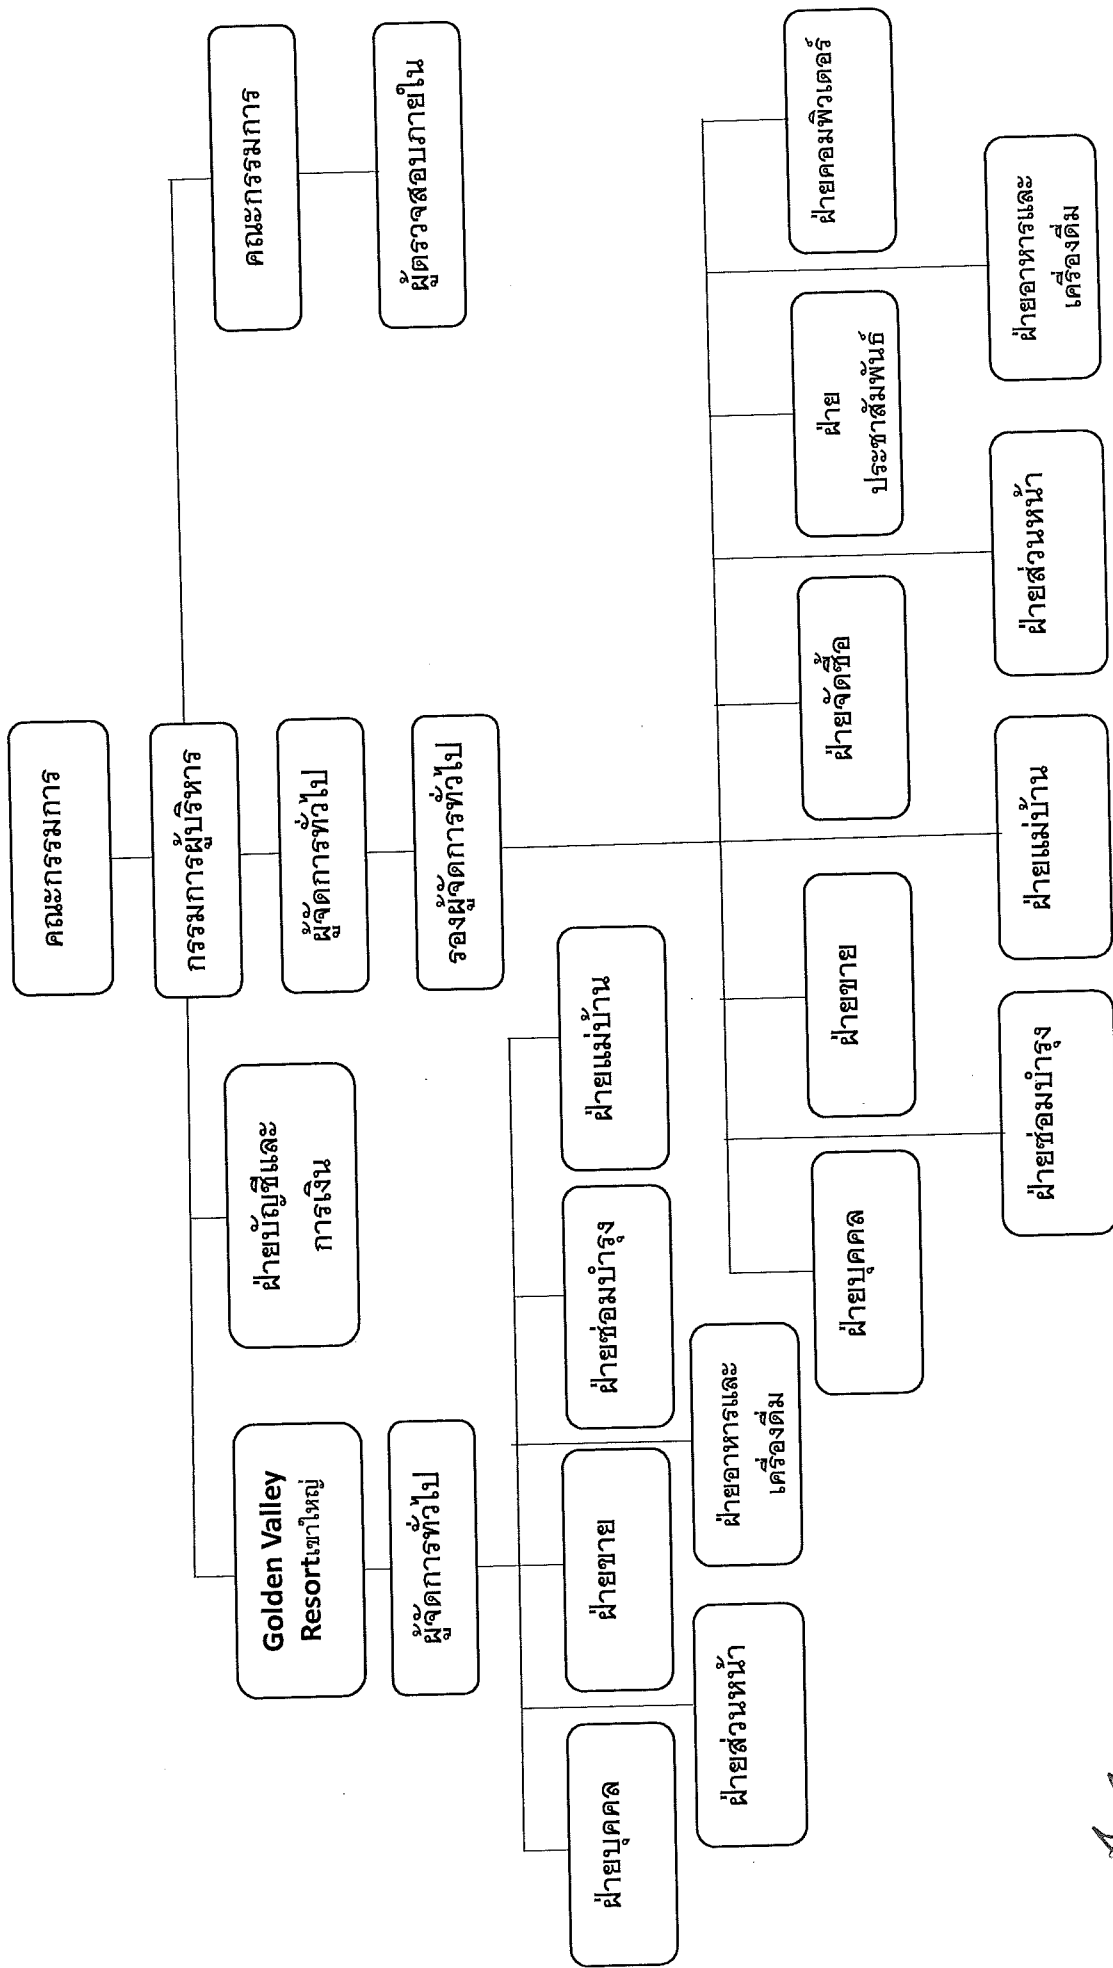 คณะกรรมการ
กรรมการผู้บริหาร
คณะกรรมการ
ผู้ตรวจสอบภายใน
ผู้จัดการทั่วไป
รองผู้จัดการทั่วไป
ฝ่ายบัญชีและ
การเงิน
Golden Valley
Resortเขาใหญ่
ผู้จัดการทั่วไป
ฝ่ายบุคคล
ฝ่ายขาย
ฝ่ายซ่อมบำรุง
ฝ่ายแม่บ้าน
ฝ่ายส่วนหน้า
ฝ่ายอาหารและ
เครื่องดื่ม
ฝ่ายบุคคล
ฝ่ายขาย
ฝ่ายจัดซื้อ
ฝ่าย
ประชาสัมพันธ์
ฝ่ายคอมพิวเตอร์
ฝ่ายซ่อมบำรุง
ฝ่ายแม่บ้าน
ฝ่ายส่วนหน้า
ฝ่ายอาหารและ
เครื่องดื่ม